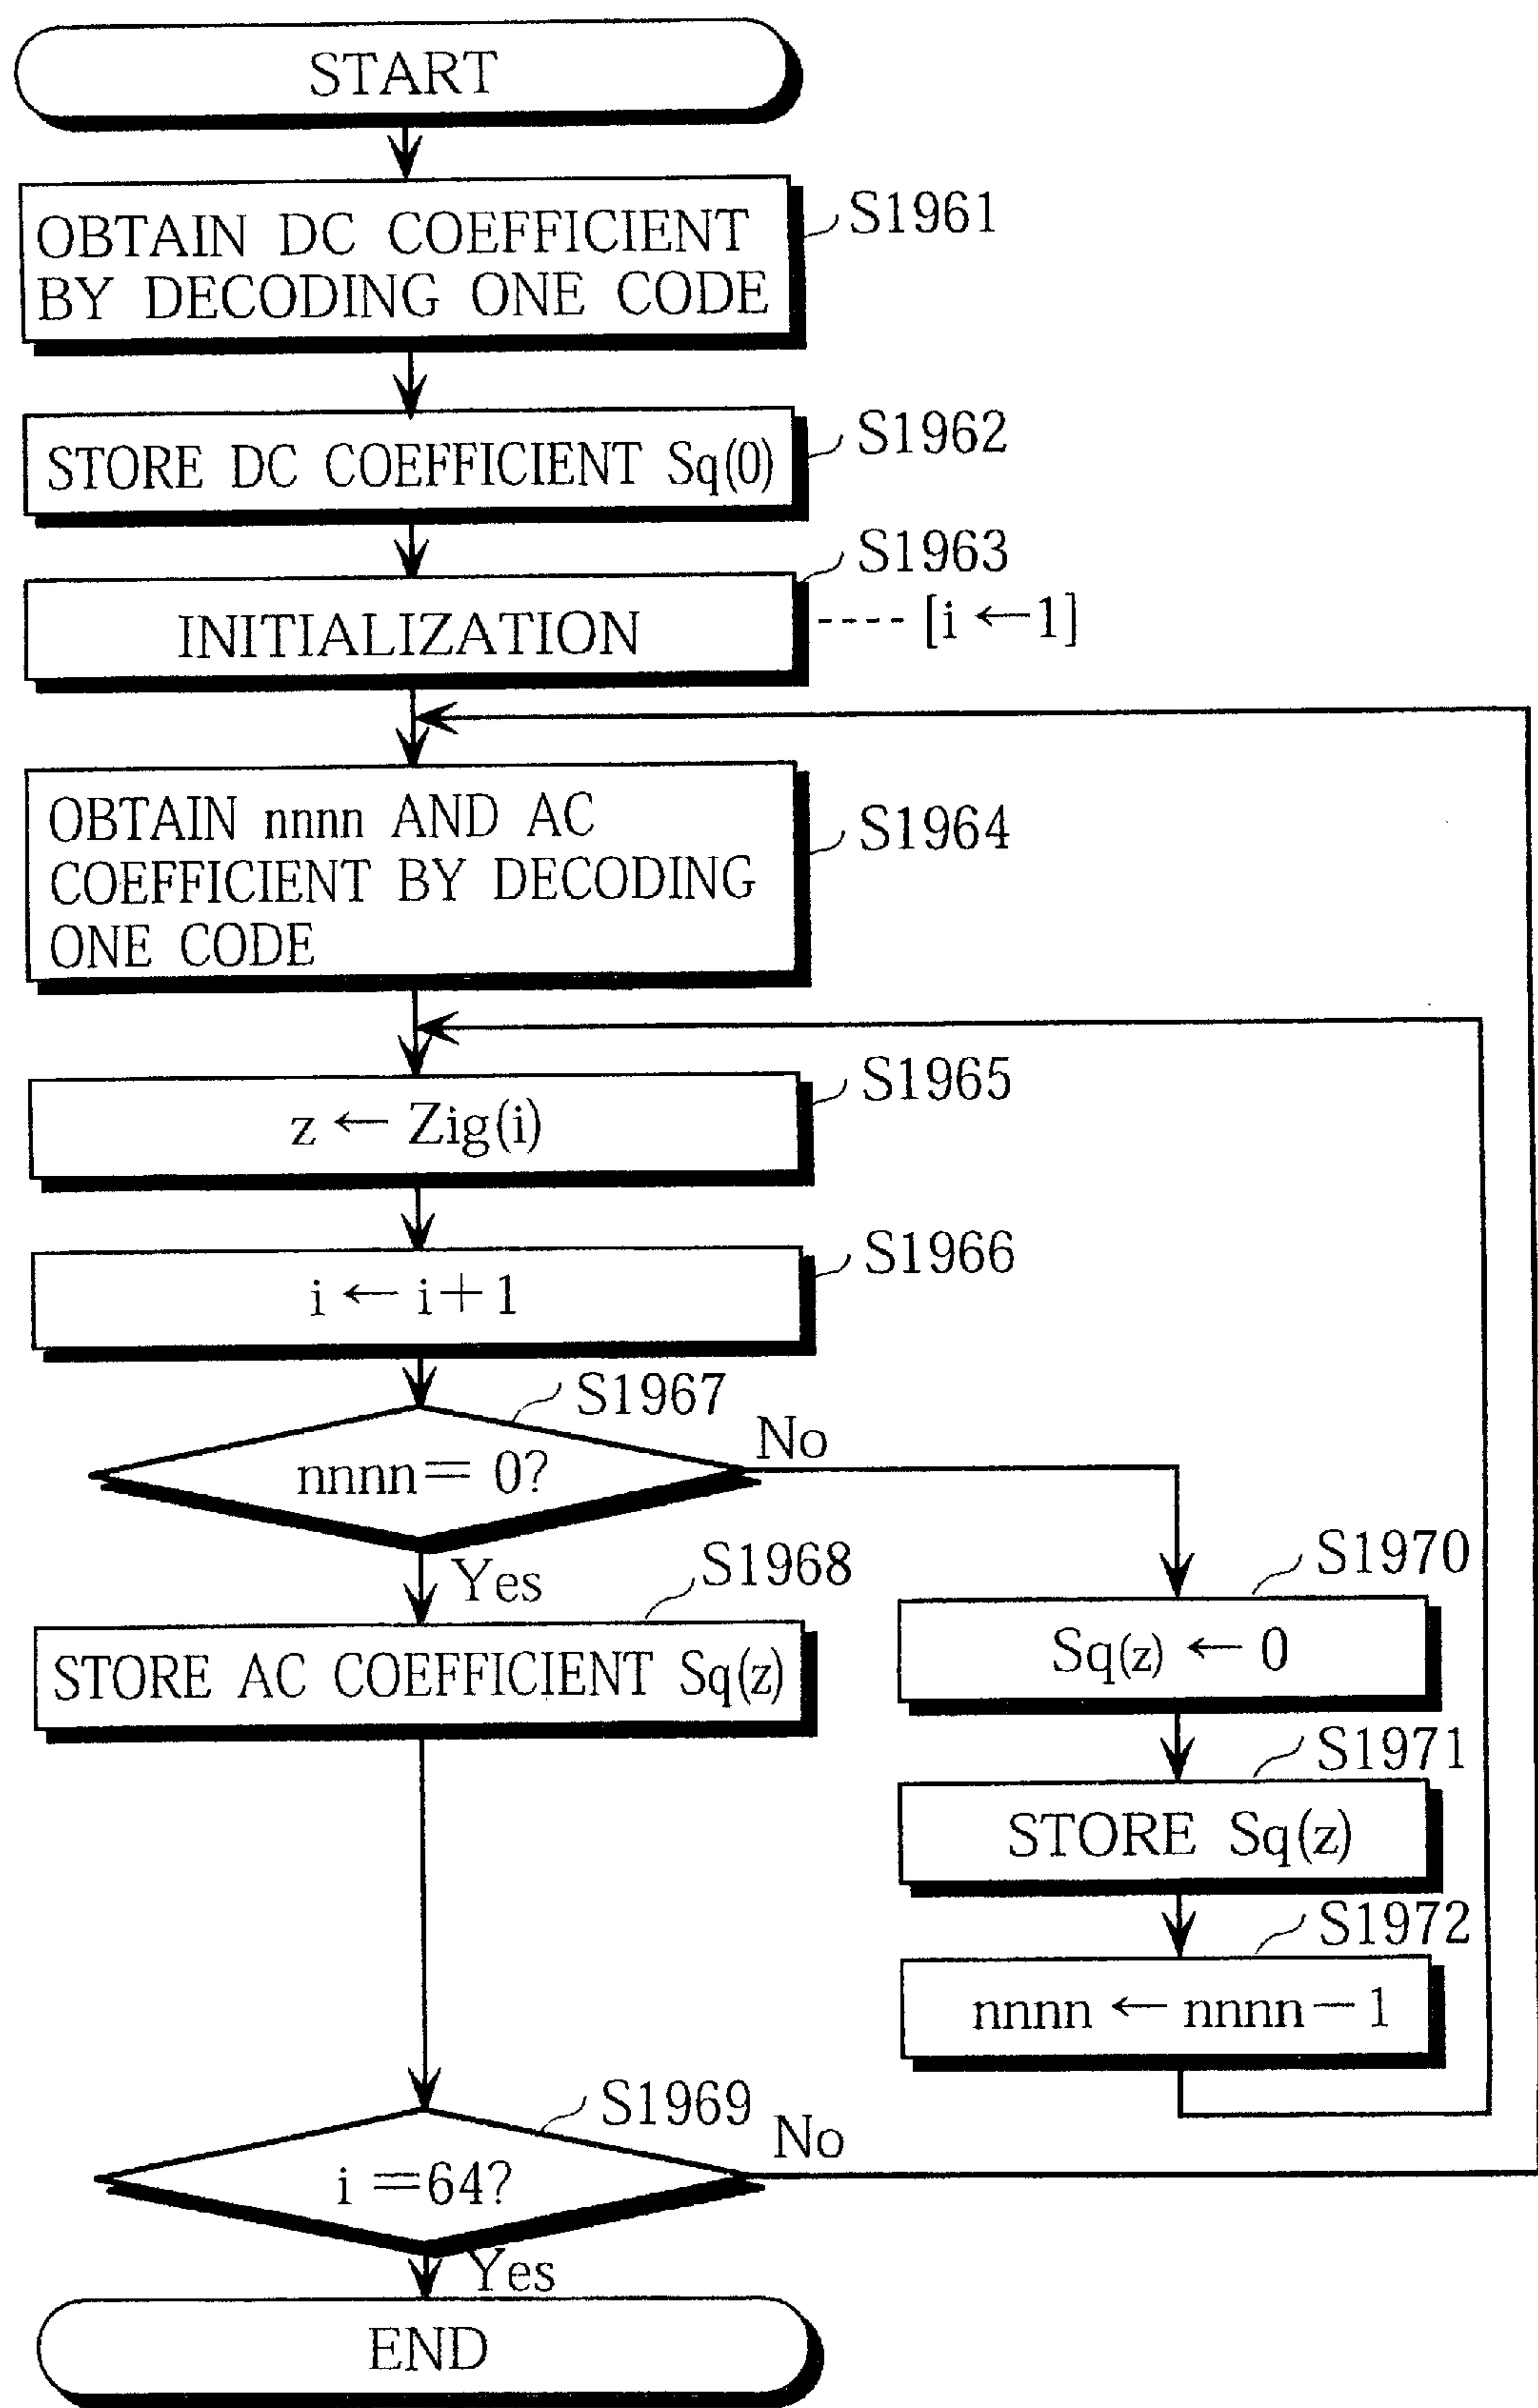 START
OBTAIN DC COEFFICIENT
BY DECODING ONE CODE
S1961
STORE DC COEFFICIENT Sq(0)
S1962
INITIALIZATION
S1963
[i ←1]
OBTAIN nnnn AND AC
COEFFICIENT BY DECODING
ONE CODE
S1964
z ← Zig(i)
S1965
i ← i+1
S1966
S1967
nnnn = 0?
No
Yes
S1968
STORE AC COEFFICIENT Sq(z)
S1970
Sq(z) ← 0
S1971
STORE Sq(z)
S1972
nnnn ← nnnn-1
S1969
i =64?
No
Yes
END